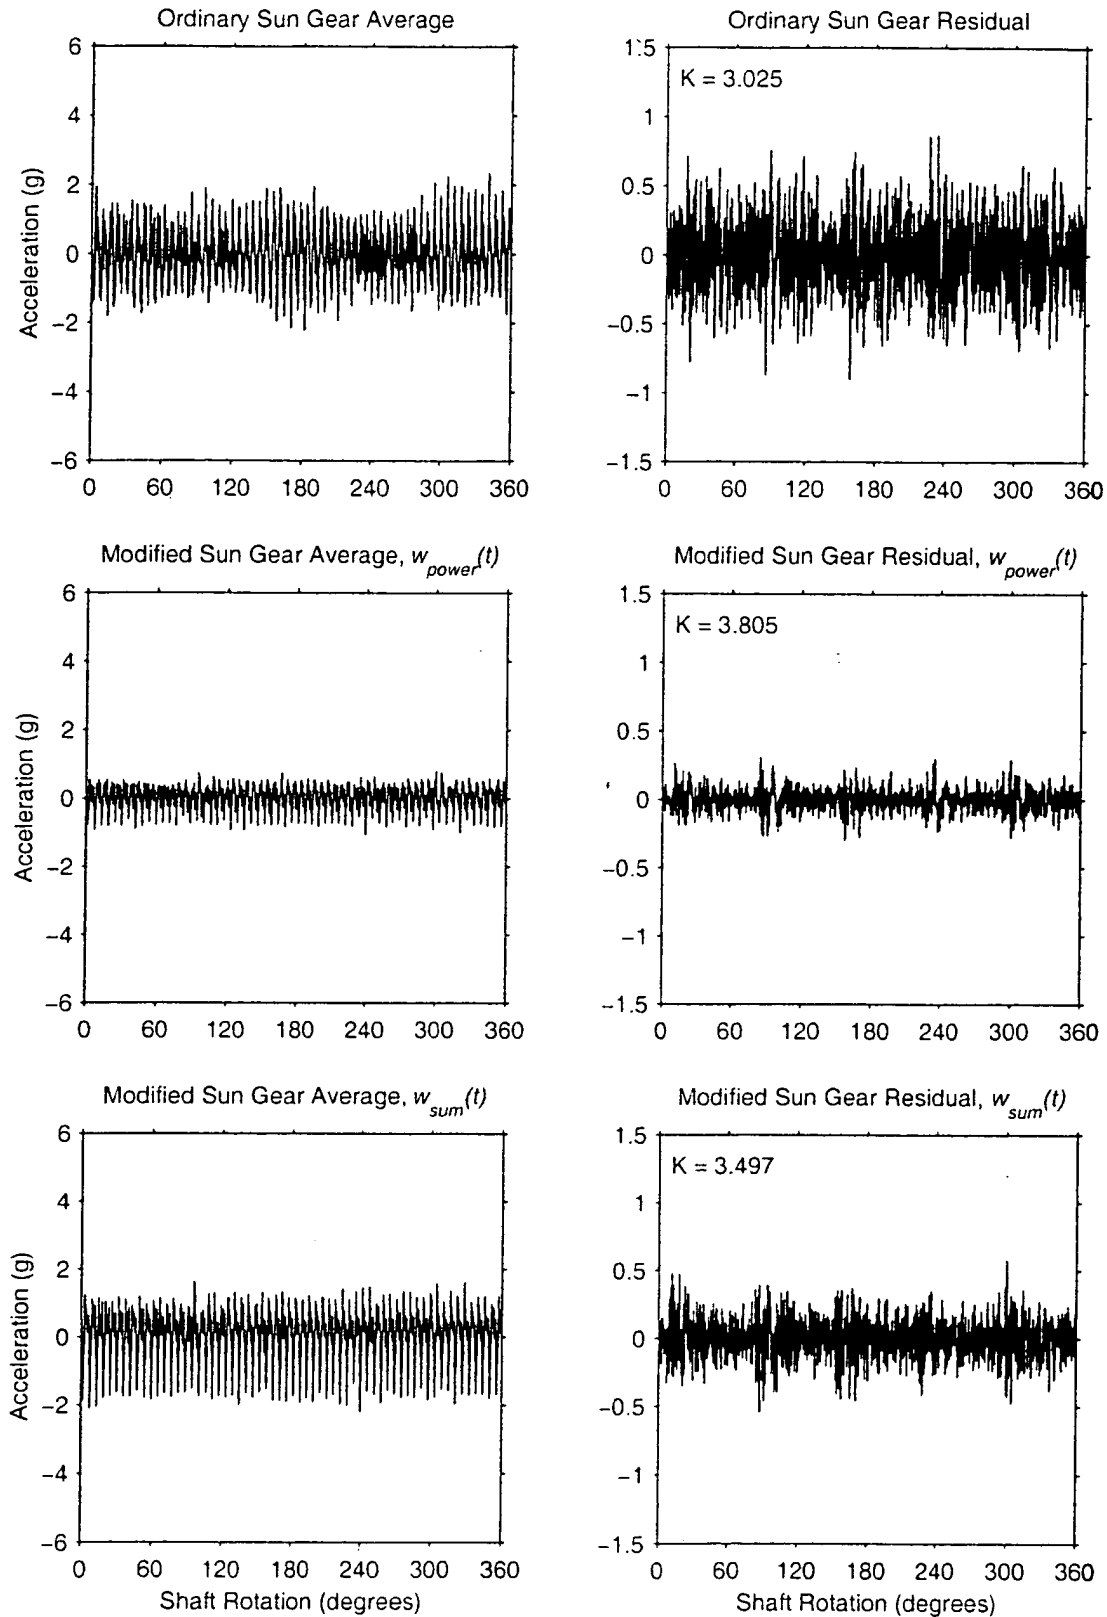 Ordinary Sun Gear Average
6
4
2
0
−2
−4
−6
Acceleration (g)
0 60 120 180 240 300 360
Ordinary Sun Gear Residual
K = 3.025
1.5
1
0.5
0
−0.5
−1
−1.5
0 60 120 180 240 300 360
Modified Sun Gear Average, w_power(t)
6
4
2
0
−2
−4
−6
Acceleration (g)
0 60 120 180 240 300 360
Modified Sun Gear Residual, w_power(t)
K = 3.805
1.5
1
0.5
0
−0.5
−1
−1.5
0 60 120 180 240 300 360
Modified Sun Gear Average, w_sum(t)
6
4
2
0
−2
−4
−6
Acceleration (g)
0 60 120 180 240 300 360
Shaft Rotation (degrees)
Modified Sun Gear Residual, w_sum(t)
K = 3.497
1.5
1
0.5
0
−0.5
−1
−1.5
0 60 120 180 240 300 360
Shaft Rotation (degrees)